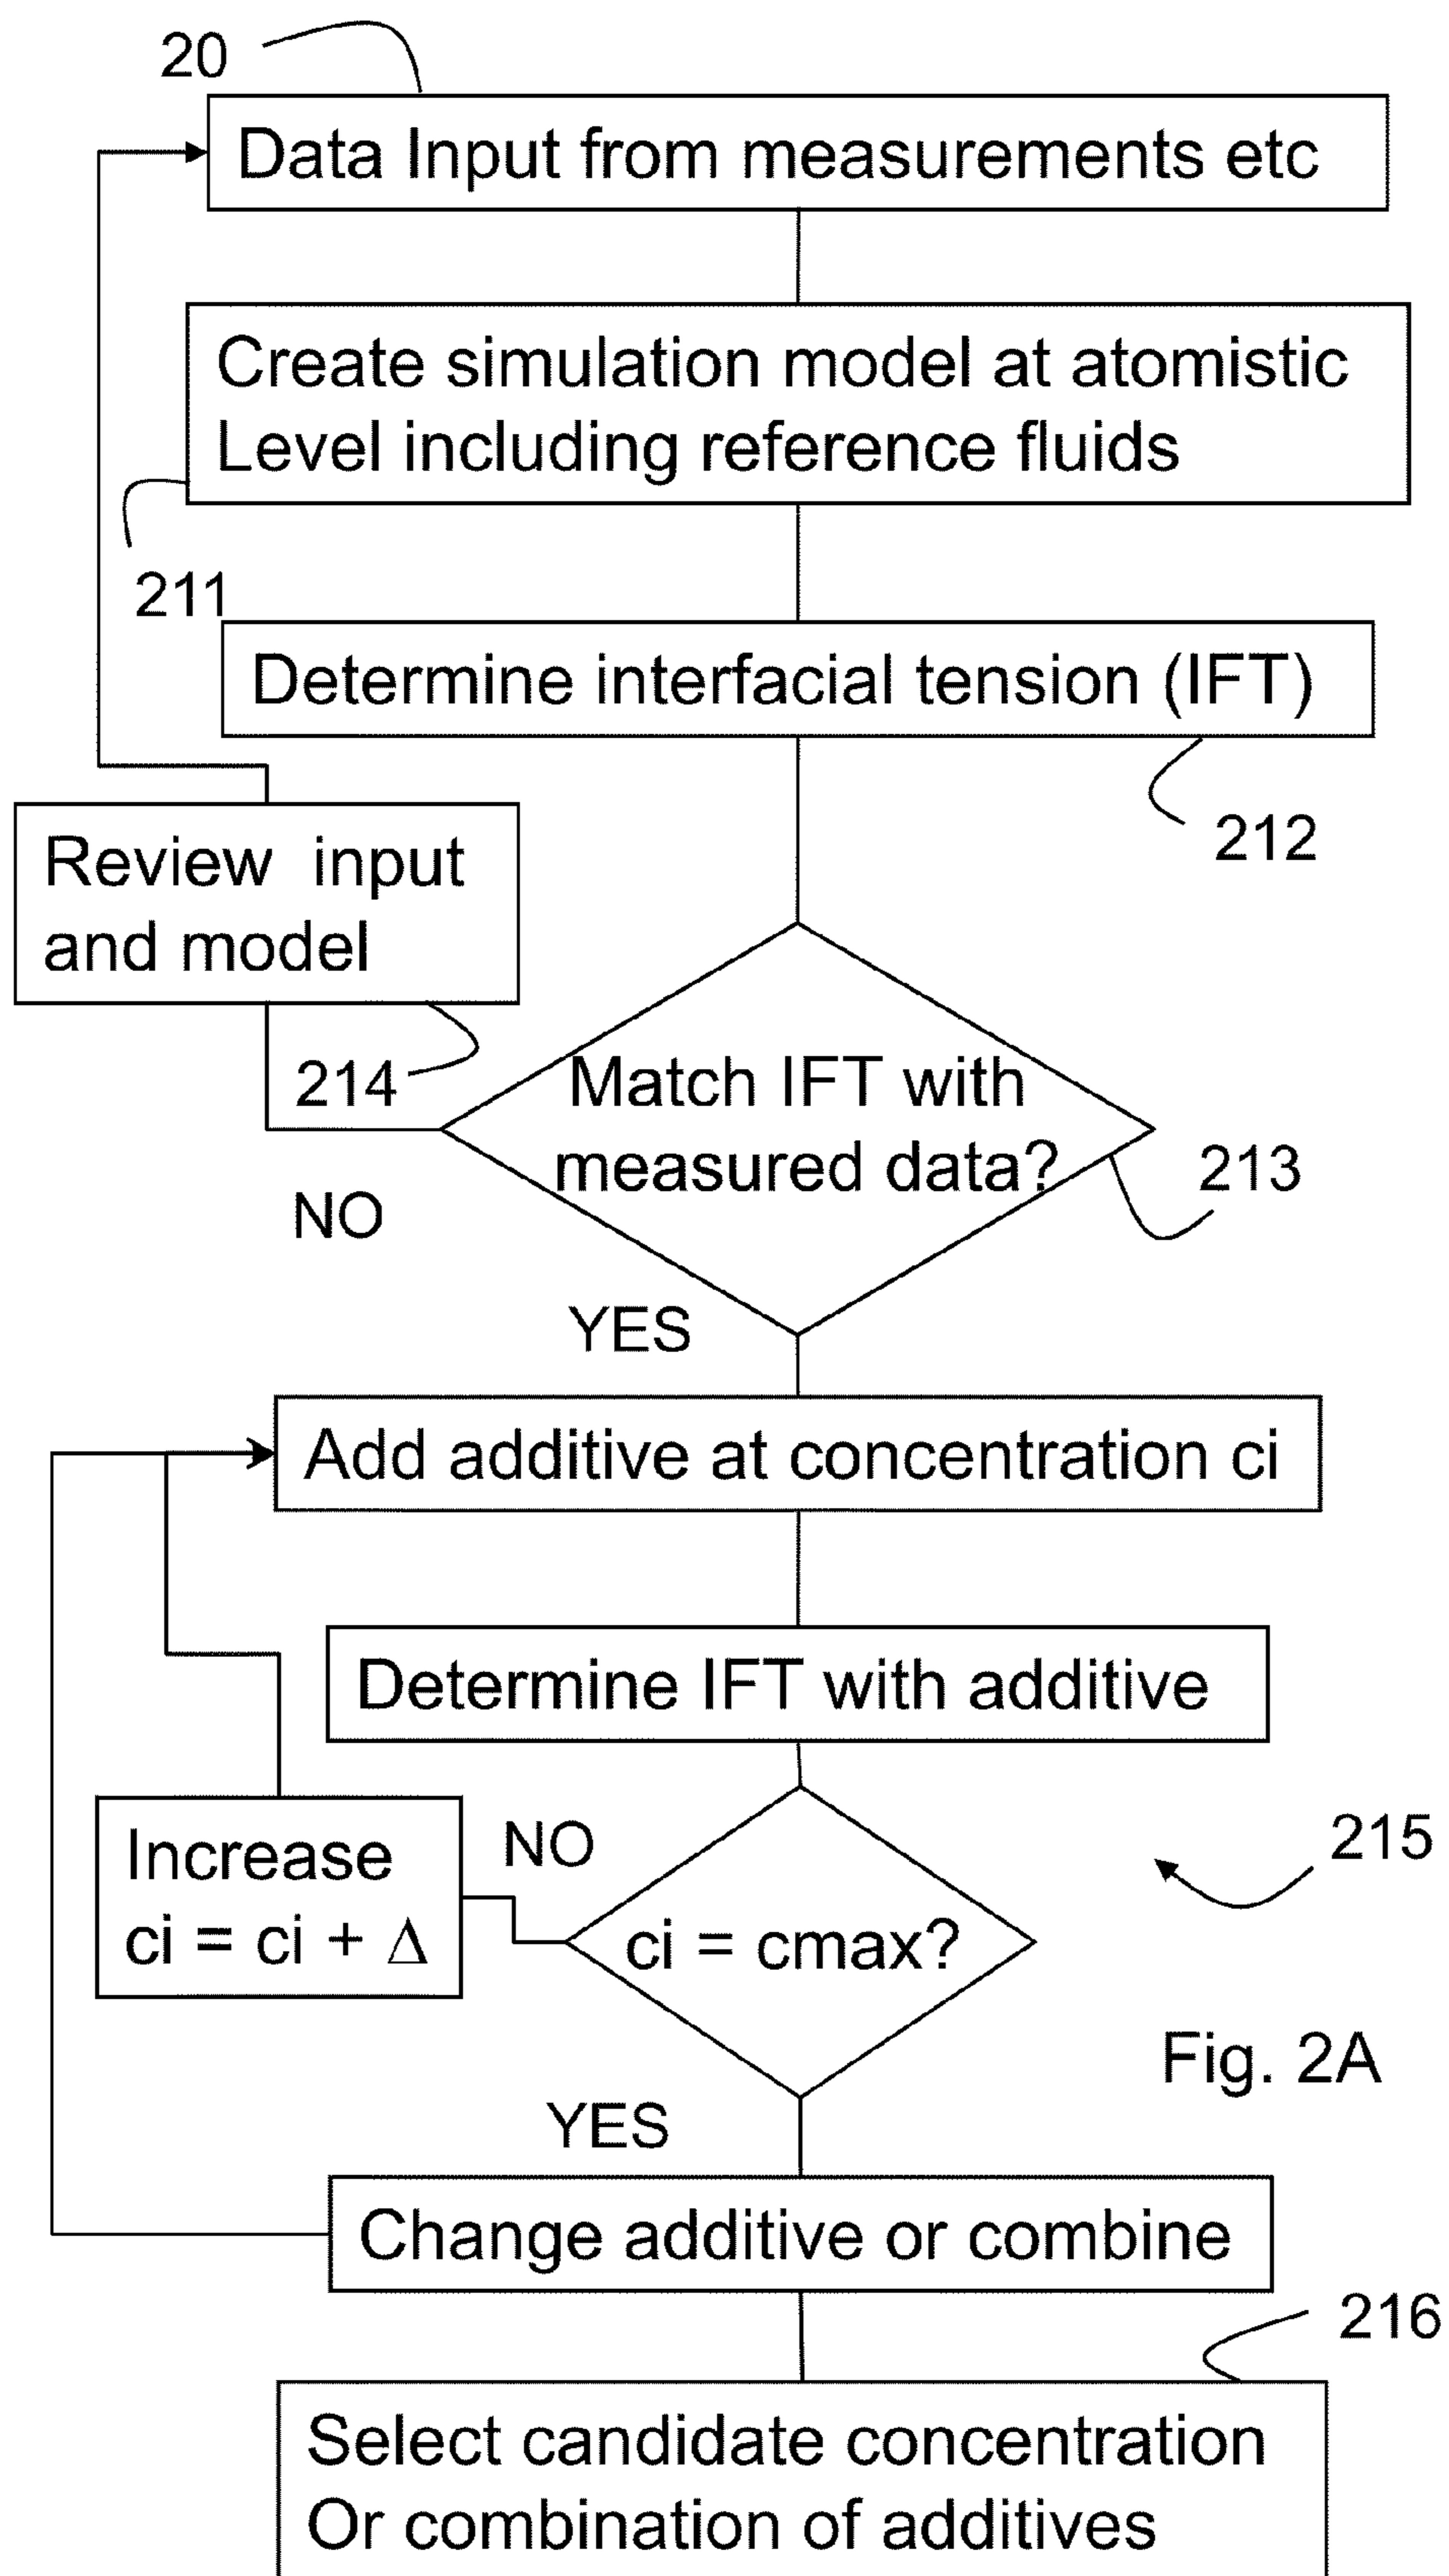 20
Data Input from measurements etc
Create simulation model at atomistic
Level including reference fluids
211
Determine interfacial tension (IFT)
212
Review input
and model
214
Match IFT with
measured data?
213
NO
YES
Add additive at concentration ci
Determine IFT with additive
Increase
ci = ci + Δ
NO
ci = cmax?
215
Fig. 2A
YES
Change additive or combine
216
Select candidate concentration
Or combination of additives